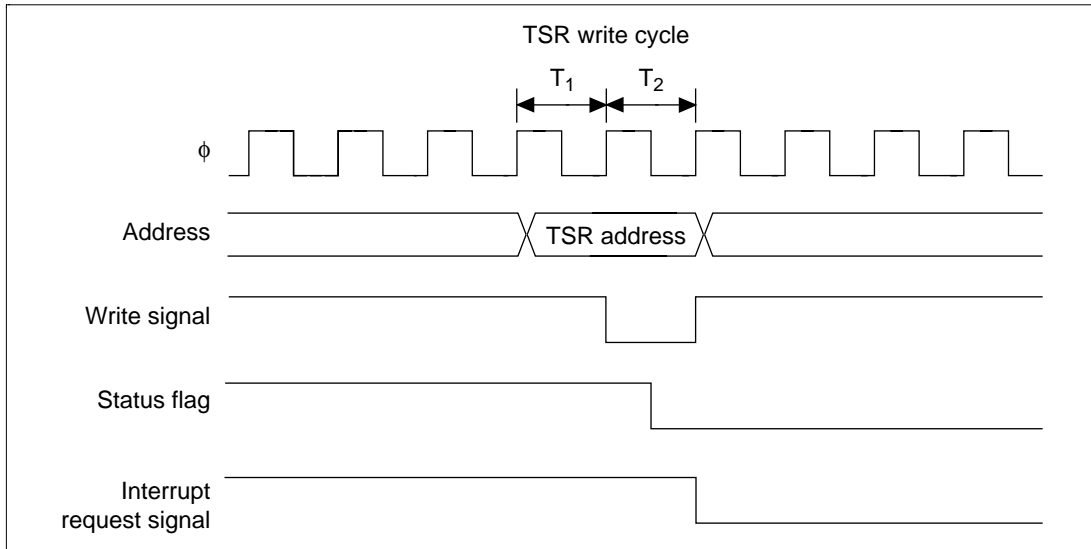 TSR write cycle
T1 T2
ϕ
Address
TSR address
Write signal
Status flag
Interrupt
request signal